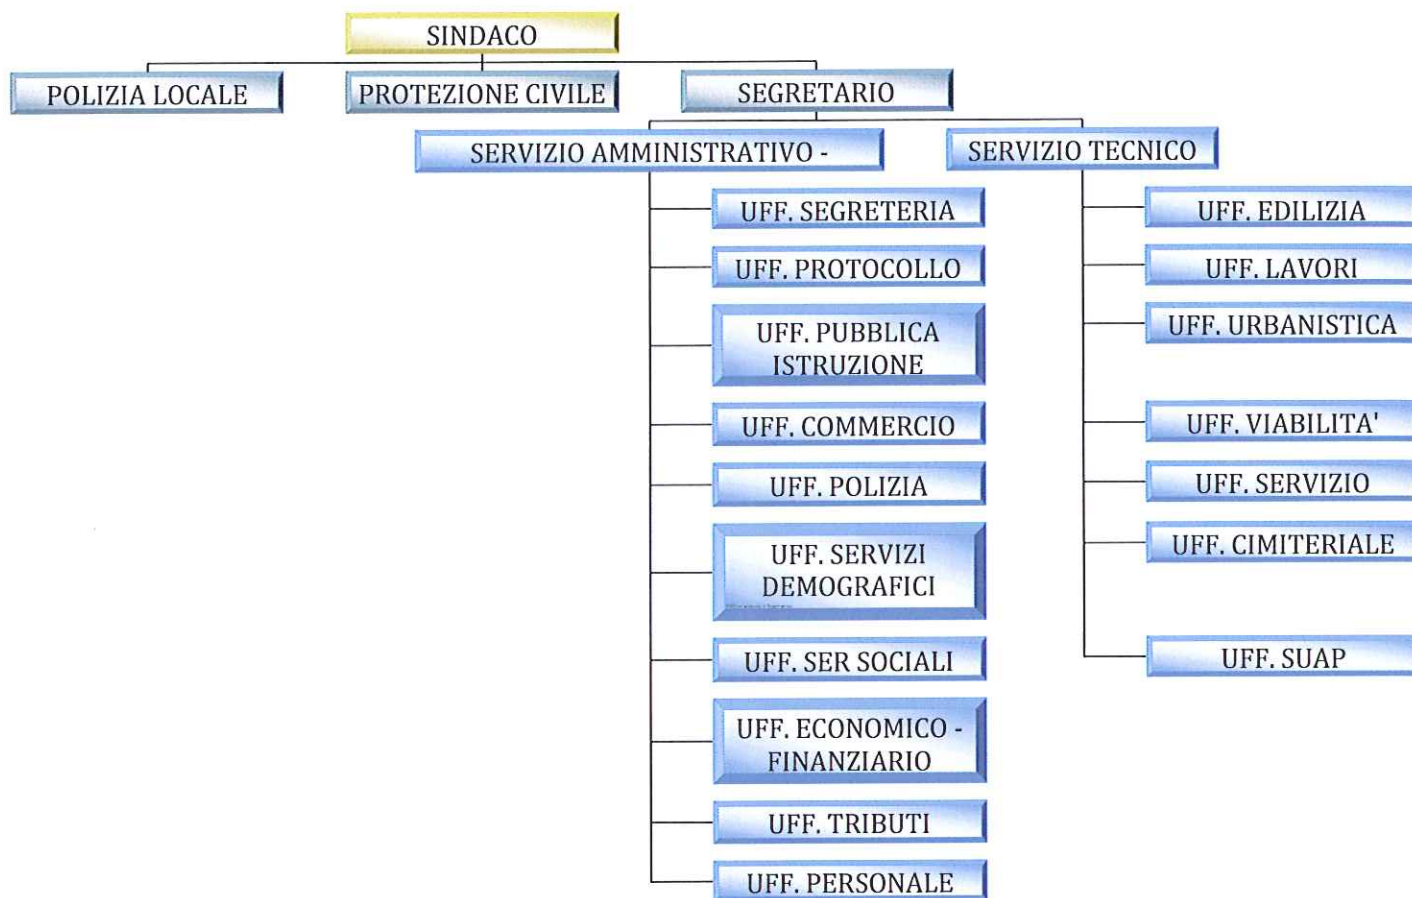 SINDACO
POLIZIA LOCALE
PROTEZIONE CIVILE
SEGRETARIO
SERVIZIO AMMINISTRATIVO -
SERVIZIO TECNICO
UFF. SEGRETERIA
UFF. PROTOCOLLO
UFF. PUBBLICA
ISTRUZIONE
UFF. COMMERCIO
UFF. POLIZIA
UFF. SERVIZI
DEMOGRAFICI
UFF. SER SOCIALI
UFF. ECONOMICO -
FINANZIARIO
UFF. TRIBUTI
UFF. PERSONALE
UFF. EDILIZIA
UFF. LAVORI
UFF. URBANISTICA
UFF. VIABILITA'
UFF. SERVIZIO
UFF. CIMITERIALE
UFF. SUAP